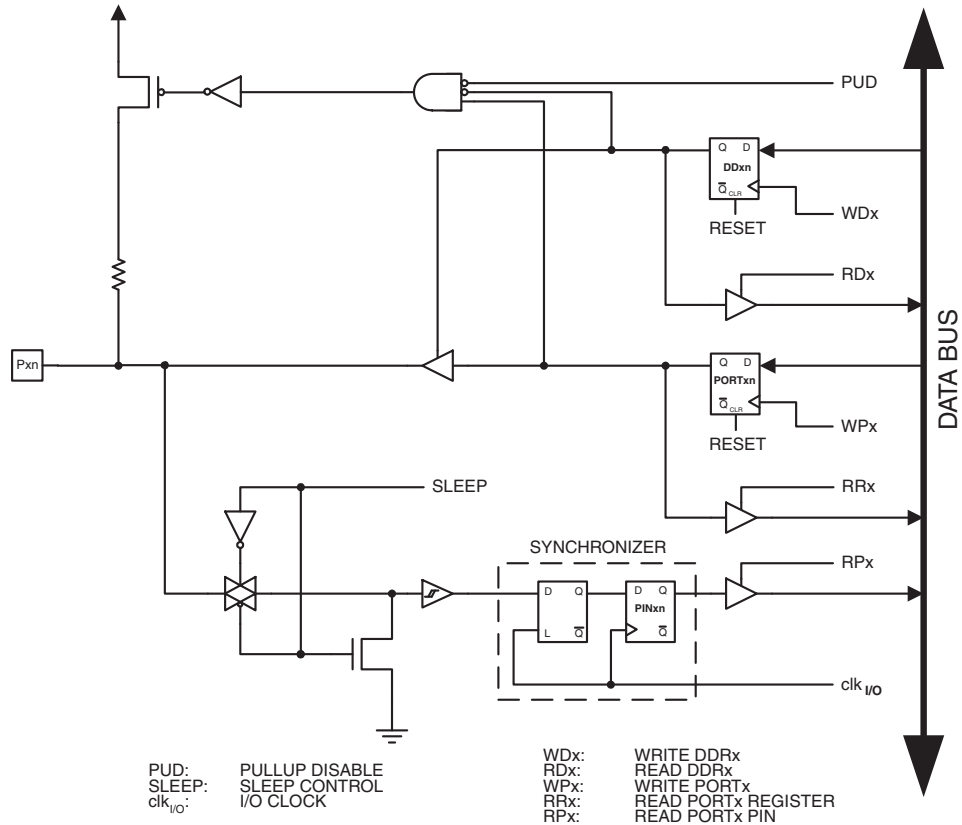 PUD
Q D
DDxn
Q CLR
WDx
RESET
RDx
Pxn
Q D
PORTxn
Q CLR
WPx
RESET
SLEEP
RRx
SYNCHRONIZER
RPx
D Q
L Q
D Q
PINxn
Q
clk I/O
DATA BUS
PUD: PULLUP DISABLE
SLEEP: SLEEP CONTROL
clkI/O: I/O CLOCK
WDx: WRITE DDRx
RDx: READ DDRx
WPx: WRITE PORTx
RRx: READ PORTx REGISTER
RPx: READ PORTx PIN